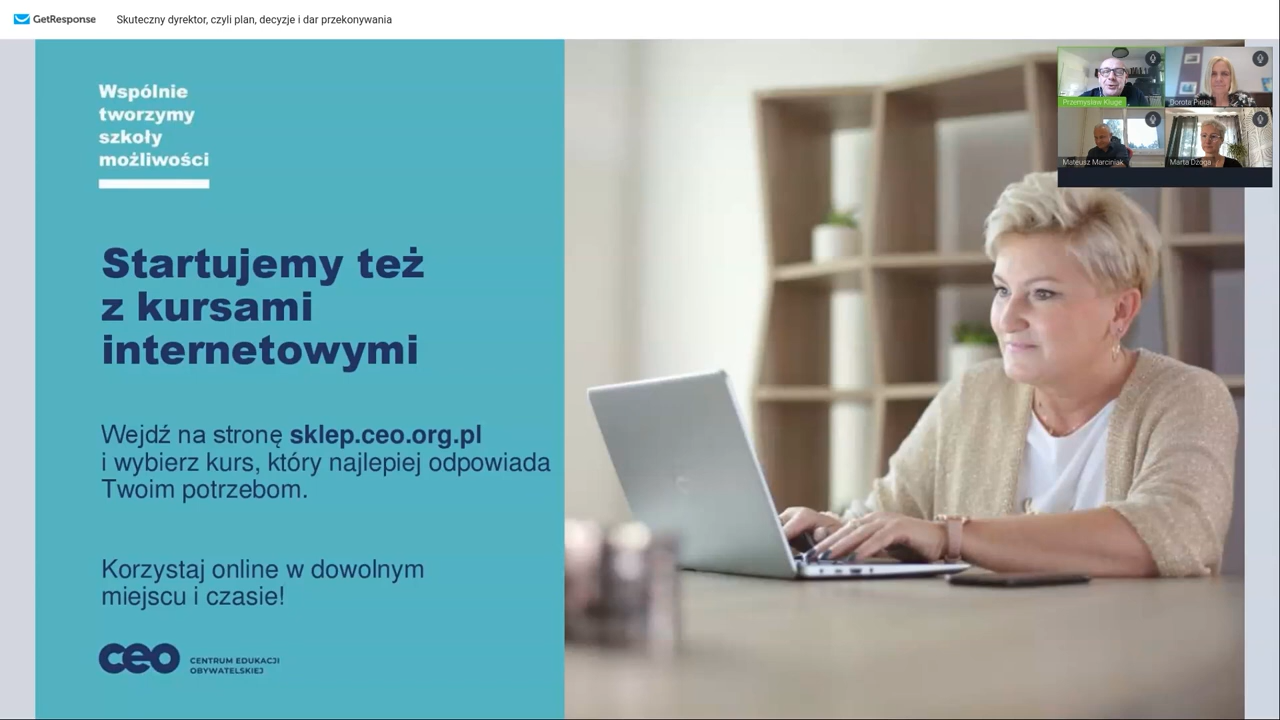 GetResponse
Skuteczny dyrektor, czyli plan, decyzje i dar przekonywania
Wspólnie
tworzymy
szkoły
możliwości
Startujemy też
z kursami
internetowymi
Wejdź na stronę sklep.ceo.org.pl
i wybierz kurs, który najlepiej odpowiada
Twoim potrzebom.
Korzystaj online w dowolnym
miejscu i czasie!
ceo CENTRUM EDUKACJI
OBYWATELSKIEJ
Przemysław Kluge
Dorota Pintal
Mateusz Marciniak
Marta Dżoga